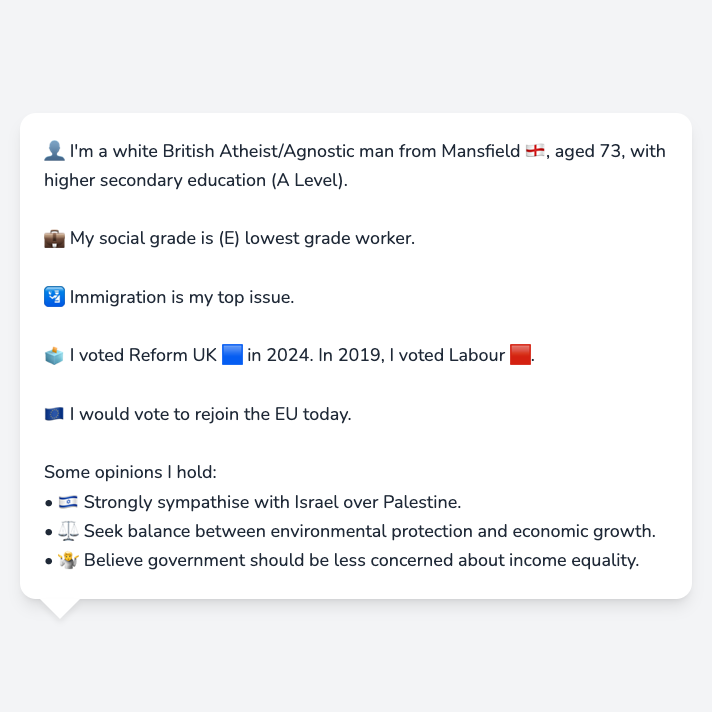 👤 I'm a white British Atheist/Agnostic man from Mansfield 🏴󠁧󠁢󠁥󠁮󠁧󠁿, aged 73, with
higher secondary education (A Level).
💼 My social grade is (E) lowest grade worker.
🛂 Immigration is my top issue.
🗳️ I voted Reform UK 🟦 in 2024. In 2019, I voted Labour 🟥.
🇪🇺 I would vote to rejoin the EU today.
Some opinions I hold:
• 🇮🇱 Strongly sympathise with Israel over Palestine.
• ⚖️ Seek balance between environmental protection and economic growth.
• 🤷 Believe government should be less concerned about income equality.